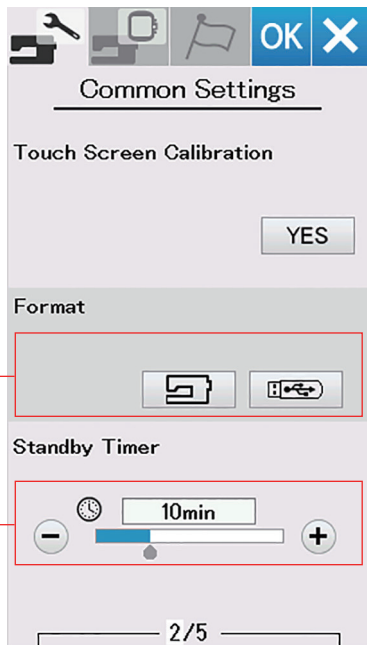 OK
Common Settings
Touch Screen Calibration
YES
Format
Standby Timer
10min
2/5